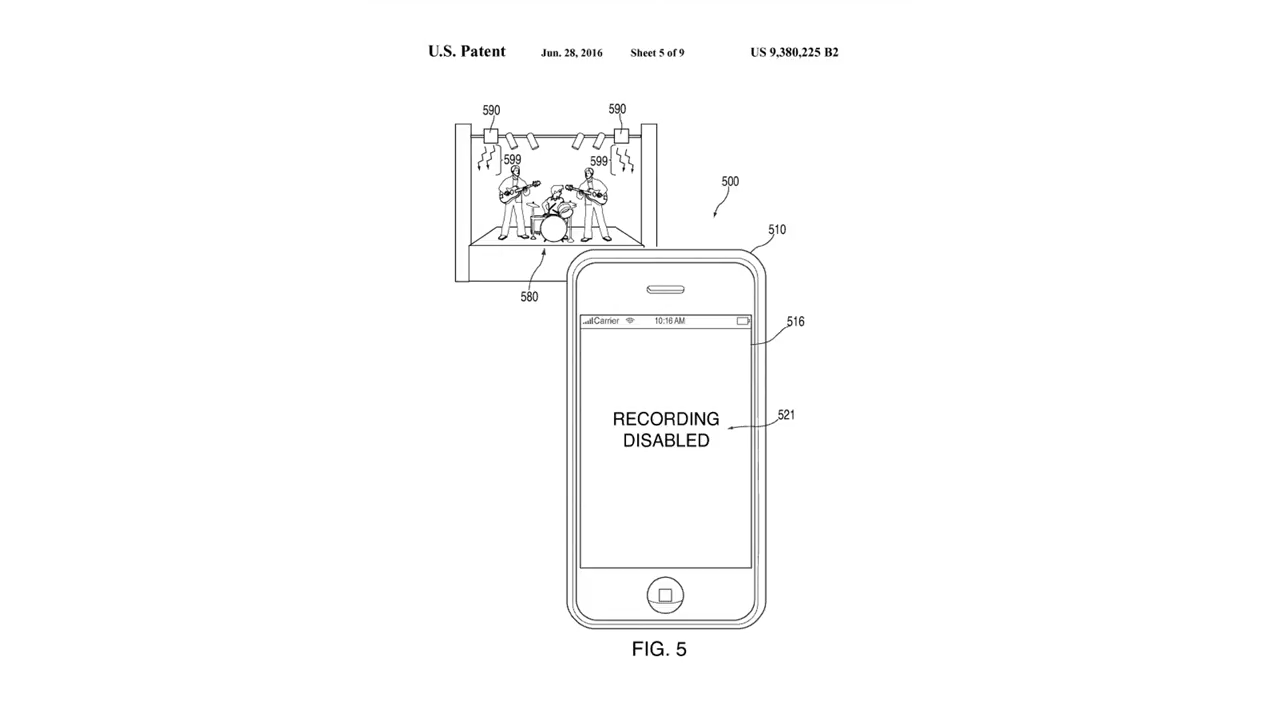 U.S. Patent Jun. 28, 2016 Sheet 5 of 9 US 9,380,225 B2
590 590
599 599
500
510
580
Carrier 10:16 AM
516
RECORDING
DISABLED
521
FIG. 5